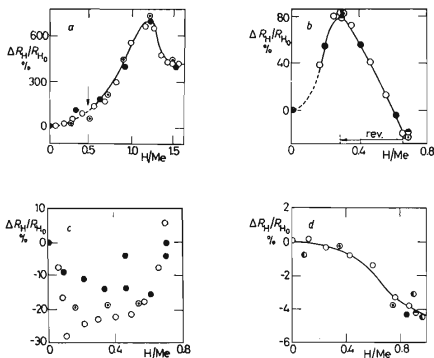 a
ΔR_H/R_H0
%
600
300
0
0 0.5 1.0 1.5
H/Me
b
ΔR_H/R_H0
%
80
40
0
rev.
0 0.4 0.8
H/Me
c
ΔR_H/R_H0
%
10
0
-10
-20
-30
0 0.4 0.8
H/Me
d
ΔR_H/R_H0
%
2
0
-2
-4
-6
0 0.4 0.8
H/Me